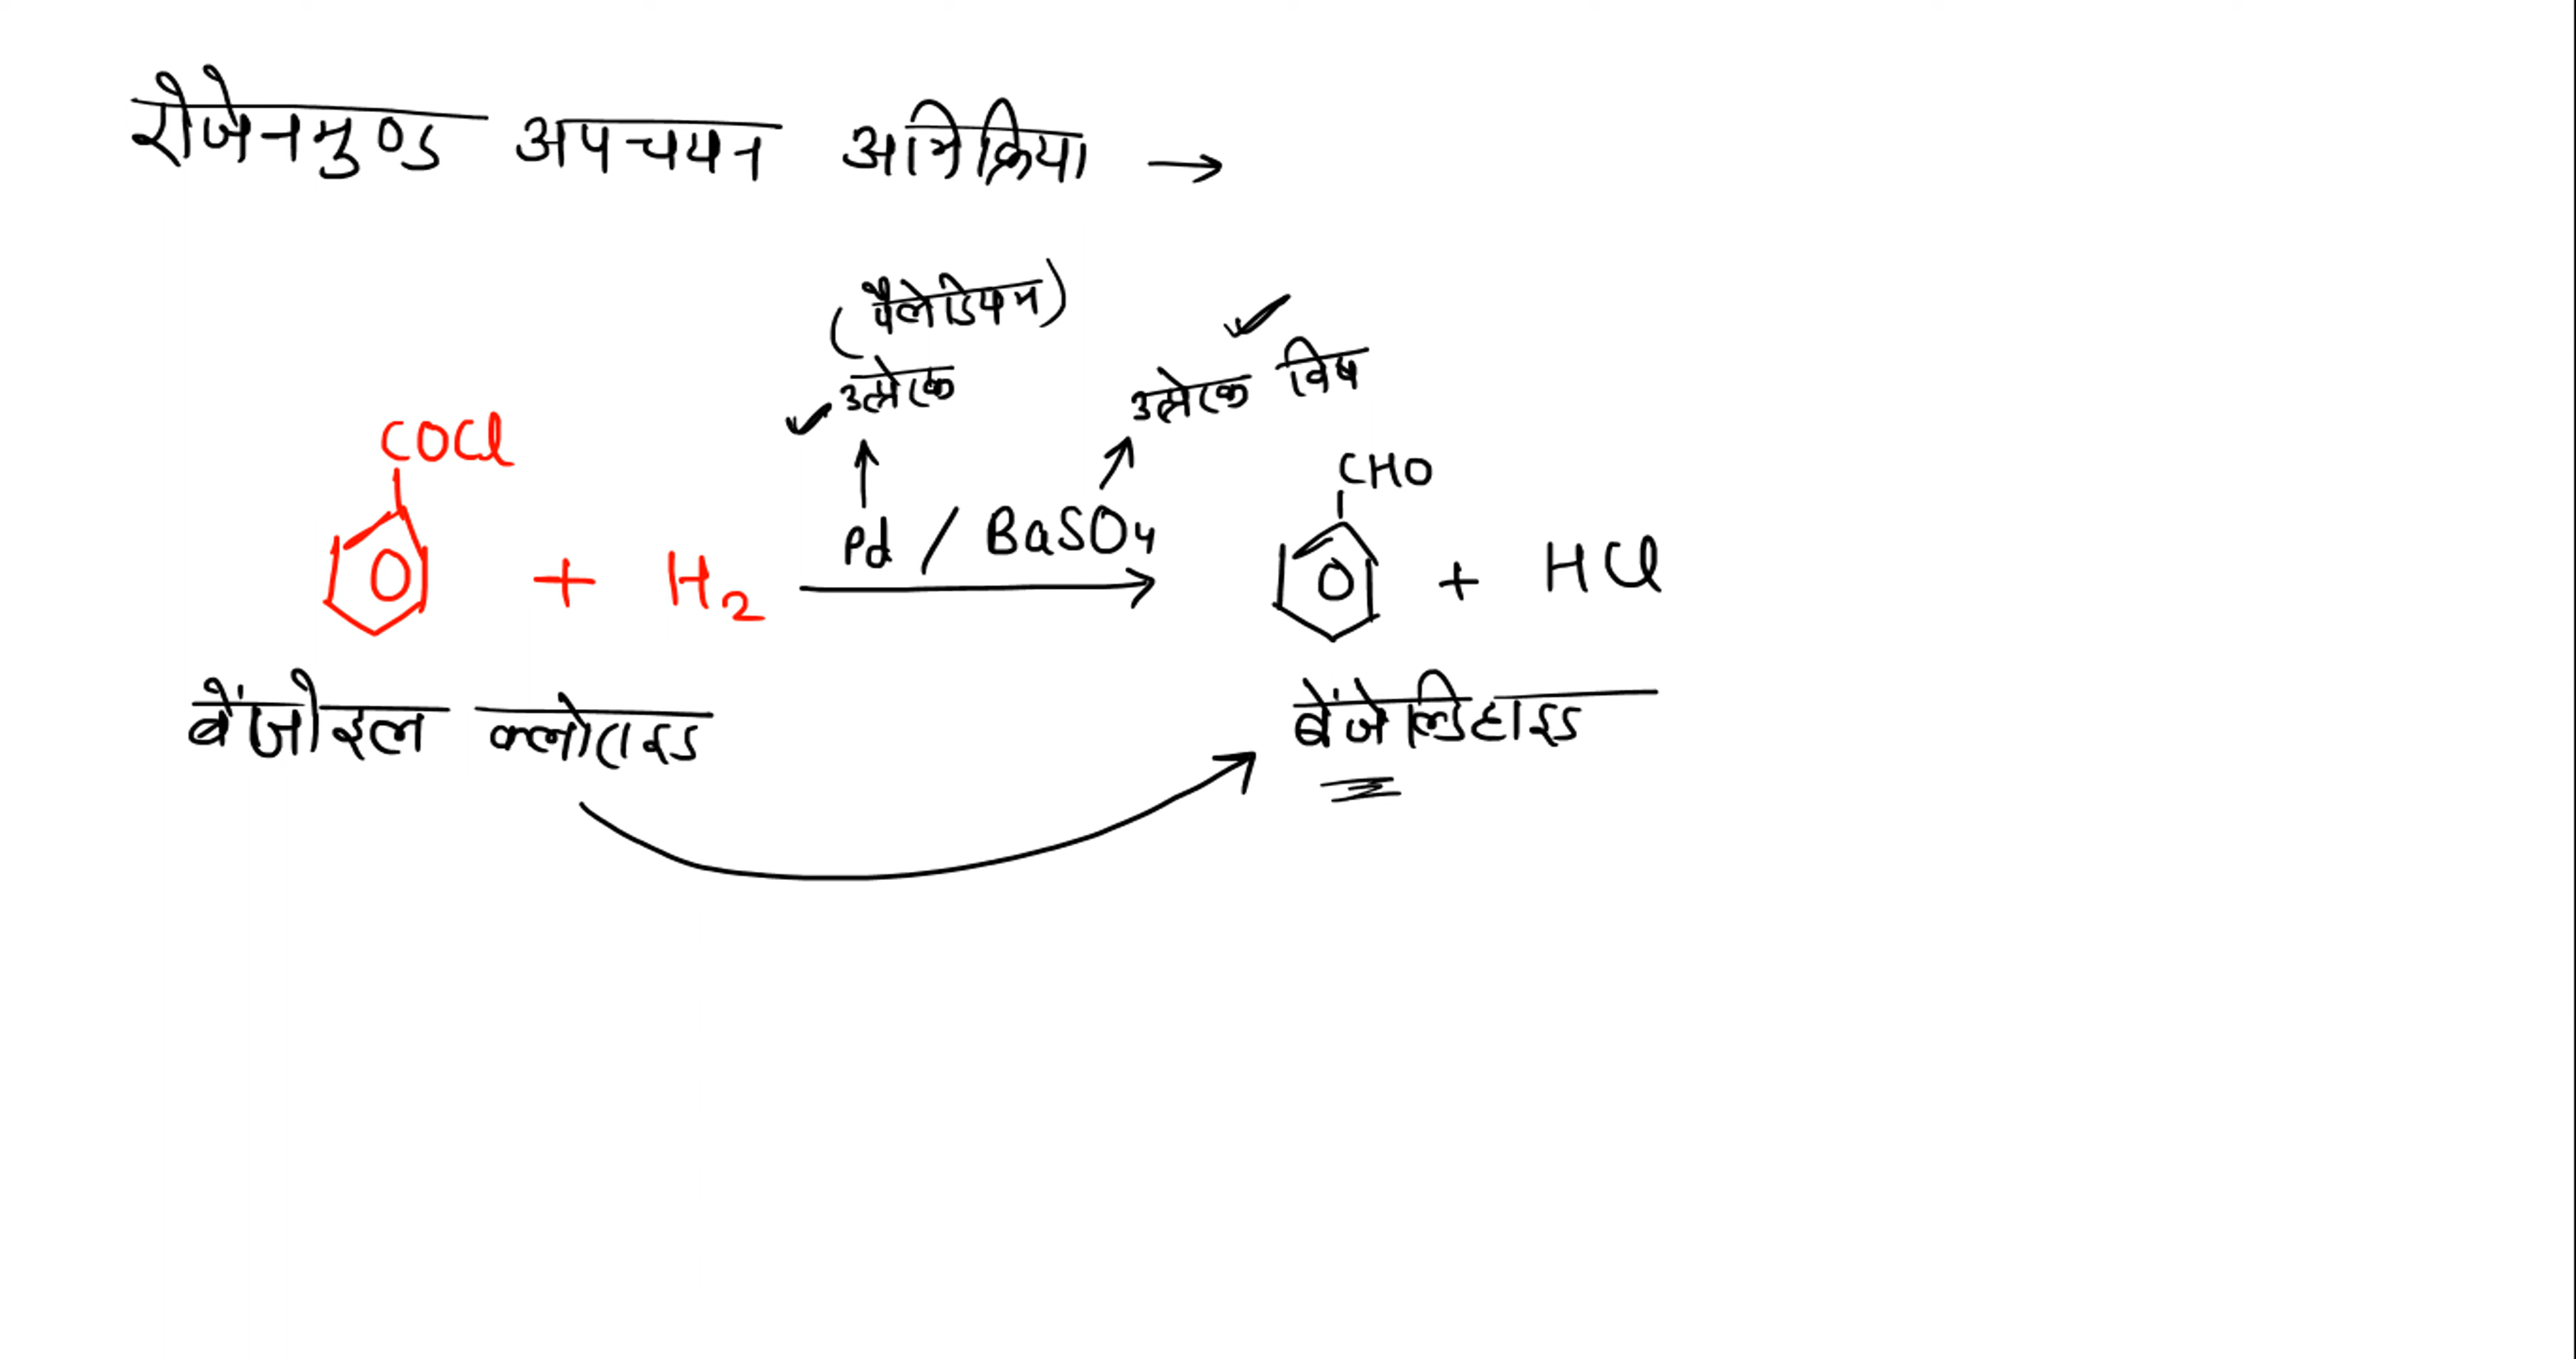 रोजेनमुण्ड अपचयन अभिक्रिया →
(पैलेडियम)
उत्प्रेरक
उत्प्रेरक विष
COCl
CHO
+ H₂ Pd / BaSO₄ + HCl
बेंजोइल क्लोराइड
बेंजेल्डिहाइड